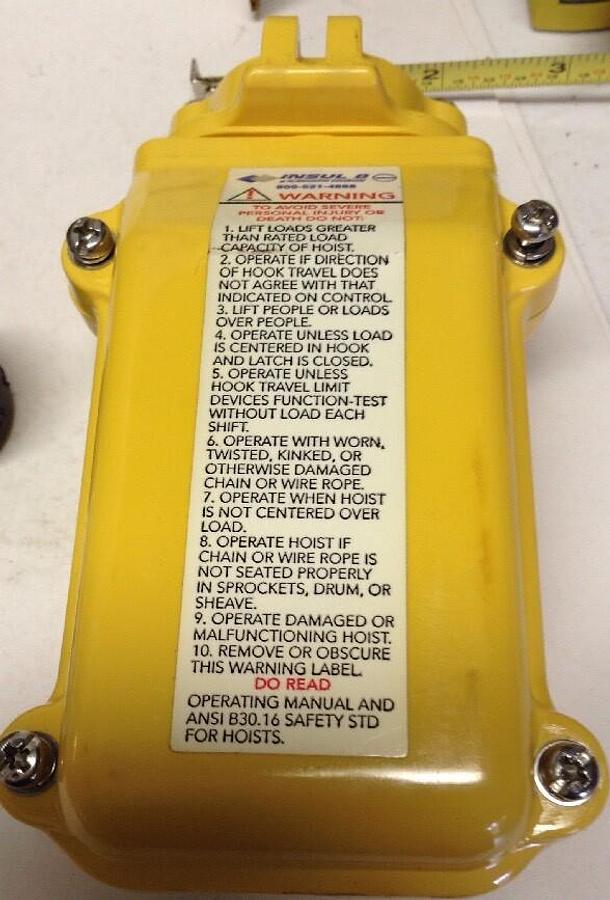 2 3
INSUL 8
WARNING
TO AVOID SEVERE
PERSONAL INJURY OR
DEATH DO NOT:
1. LIFT LOADS GREATER
THAN RATED LOAD
CAPACITY OF HOIST.
2. OPERATE IF DIRECTION
OF HOOK TRAVEL DOES
NOT AGREE WITH THAT
INDICATED ON CONTROL.
3. LIFT PEOPLE OR LOADS
OVER PEOPLE.
4. OPERATE UNLESS LOAD
IS CENTERED IN HOOK
AND LATCH IS CLOSED.
5. OPERATE UNLESS
HOOK TRAVEL LIMIT
DEVICES FUNCTION-TEST
WITHOUT LOAD EACH
SHIFT.
6. OPERATE WITH WORN,
TWISTED, KINKED, OR
OTHERWISE DAMAGED
CHAIN OR WIRE ROPE.
7. OPERATE WHEN HOIST
IS NOT CENTERED OVER
LOAD.
8. OPERATE HOIST IF
CHAIN OR WIRE ROPE IS
NOT SEATED PROPERLY
IN SPROCKETS, DRUM, OR
SHEAVE.
9. OPERATE DAMAGED OR
MALFUNCTIONING HOIST.
10. REMOVE OR OBSCURE
THIS WARNING LABEL.
DO READ
OPERATING MANUAL AND
ANSI B30.16 SAFETY STD
FOR HOISTS.